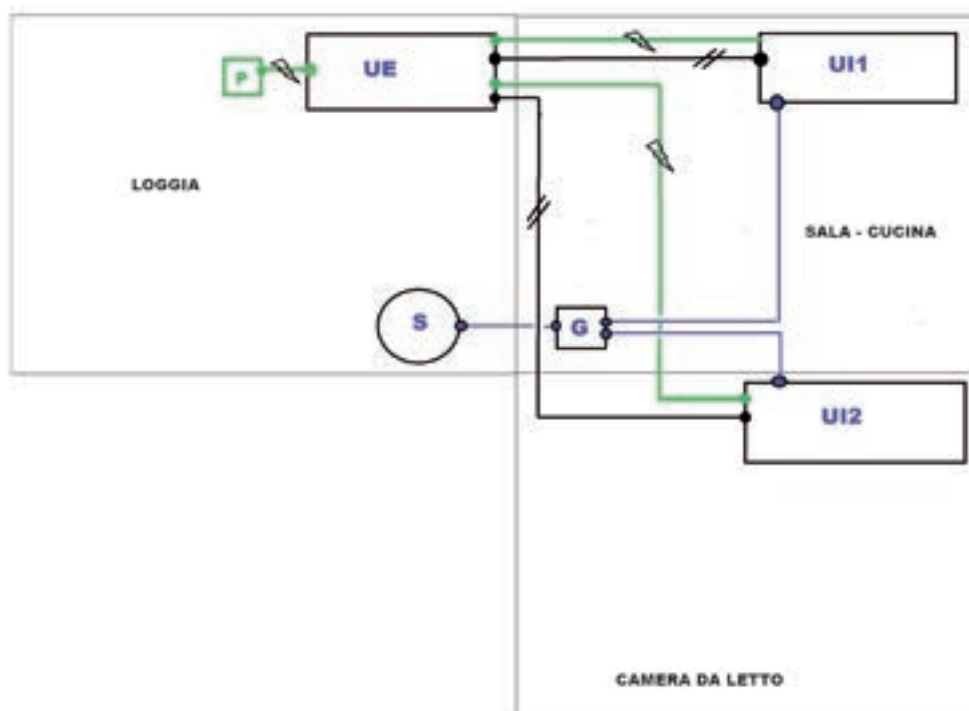 UE
UI1
P
LOGGIA
SALA - CUCINA
S
G
UI2
CAMERA DA LETTO